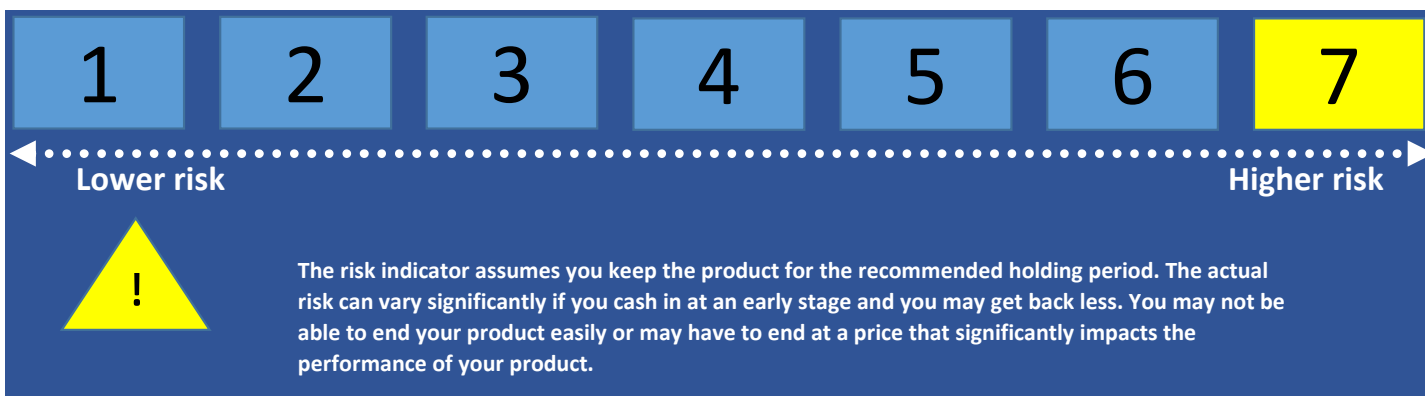 1 2 3 4 5 6 7
Lower risk Higher risk
!
The risk indicator assumes you keep the product for the recommended holding period. The actual
risk can vary significantly if you cash in at an early stage and you may get back less. You may not be
able to end your product easily or may have to end at a price that significantly impacts the
performance of your product.